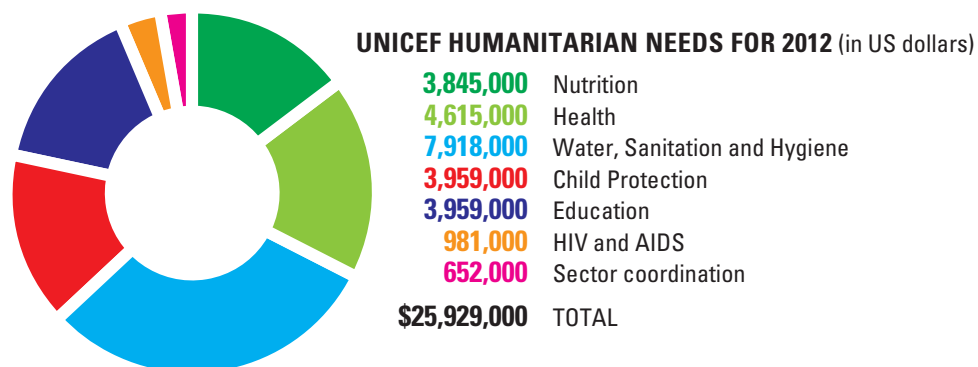 UNICEF HUMANITARIAN NEEDS FOR 2012 (in US dollars)
3,845,000 Nutrition
4,615,000 Health
7,918,000 Water, Sanitation and Hygiene
3,959,000 Child Protection
3,959,000 Education
981,000 HIV and AIDS
652,000 Sector coordination
$25,929,000 TOTAL